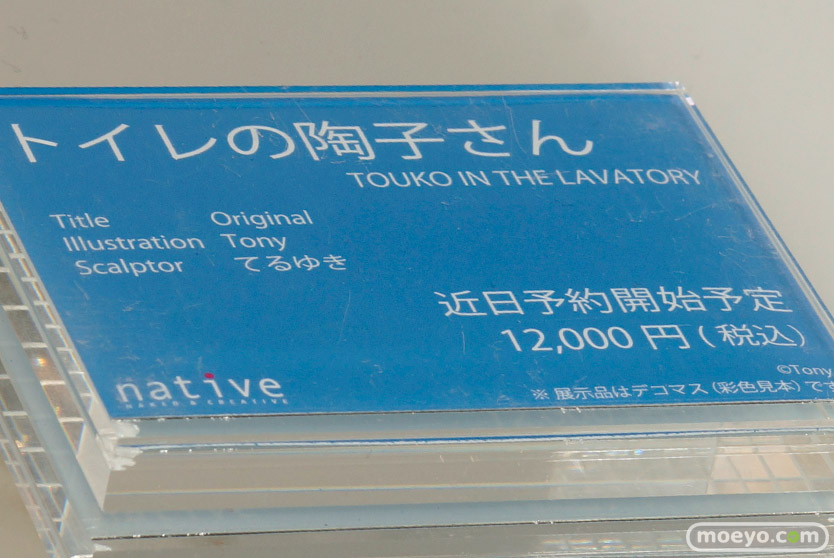 トイレの陶子さん
TOUKO IN THE LAVATORY
Title Original
Illustration Tony
Scalptor てるゆき
近日予約開始予定
12,000 円 (税込)
©Tony
native
※ 展示品はデコマス (彩色見本) です
moeyo.com